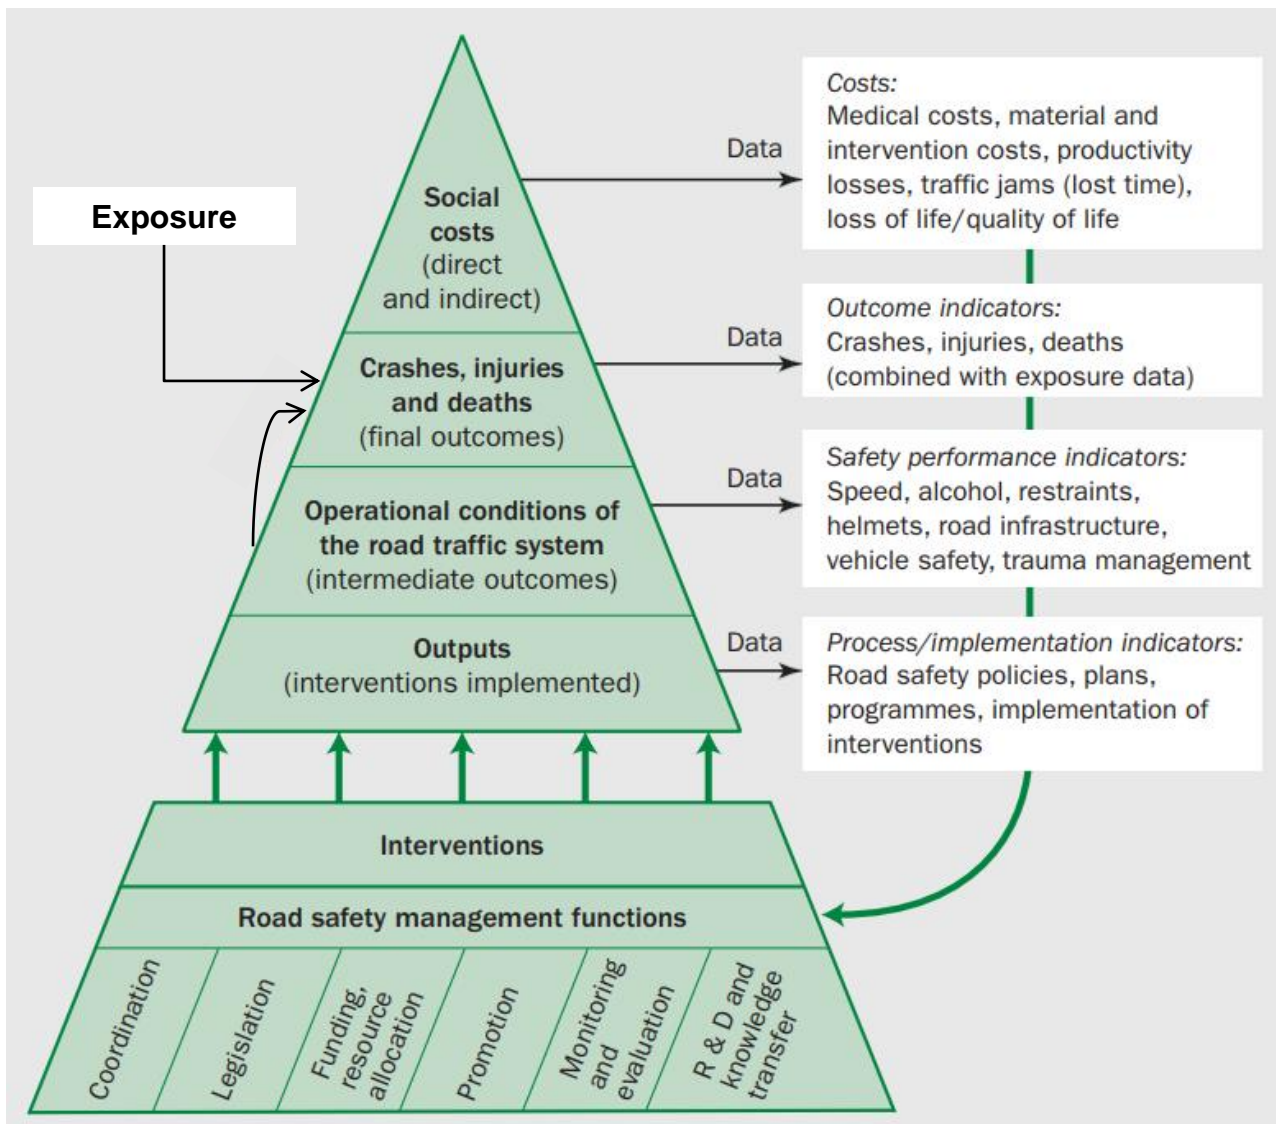 Exposure
Social
costs
(direct
and indirect)
Crashes, injuries
and deaths
(final outcomes)
Operational conditions of
the road traffic system
(intermediate outcomes)
Outputs
(interventions implemented)
Data
Costs:
Medical costs, material and
intervention costs, productivity
losses, traffic jams (lost time),
loss of life/quality of life
Data
Outcome indicators:
Crashes, injuries, deaths
(combined with exposure data)
Data
Safety performance indicators:
Speed, alcohol, restraints,
helmets, road infrastructure,
vehicle safety, trauma management
Data
Process/implementation indicators:
Road safety policies, plans,
programmes, implementation of
interventions
Interventions
Road safety management functions
Coordination
Legislation
Funding,
resource
allocation
Promotion
Monitoring
and
evaluation
R & D and
knowledge
transfer